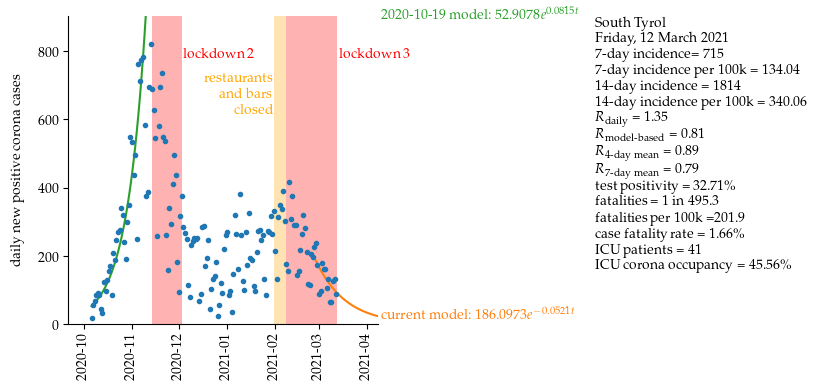 2020-10-19 model: 52.9078e^0.0815t
lockdown 2
lockdown 3
restaurants
and bars
closed
daily new positive corona cases
800
600
400
200
0
2020-10
2020-11
2020-12
2021-01
2021-02
2021-03
2021-04
current model: 186.0973e^−0.0521t
South Tyrol
Friday, 12 March 2021
7-day incidence= 715
7-day incidence per 100k = 134.04
14-day incidence = 1814
14-day incidence per 100k = 340.06
R_daily = 1.35
R_model-based = 0.81
R_4-day mean = 0.89
R_7-day mean = 0.79
test positivity = 32.71%
fatalities = 1 in 495.3
fatalities per 100k =201.9
case fatality rate = 1.66%
ICU patients = 41
ICU corona occupancy = 45.56%